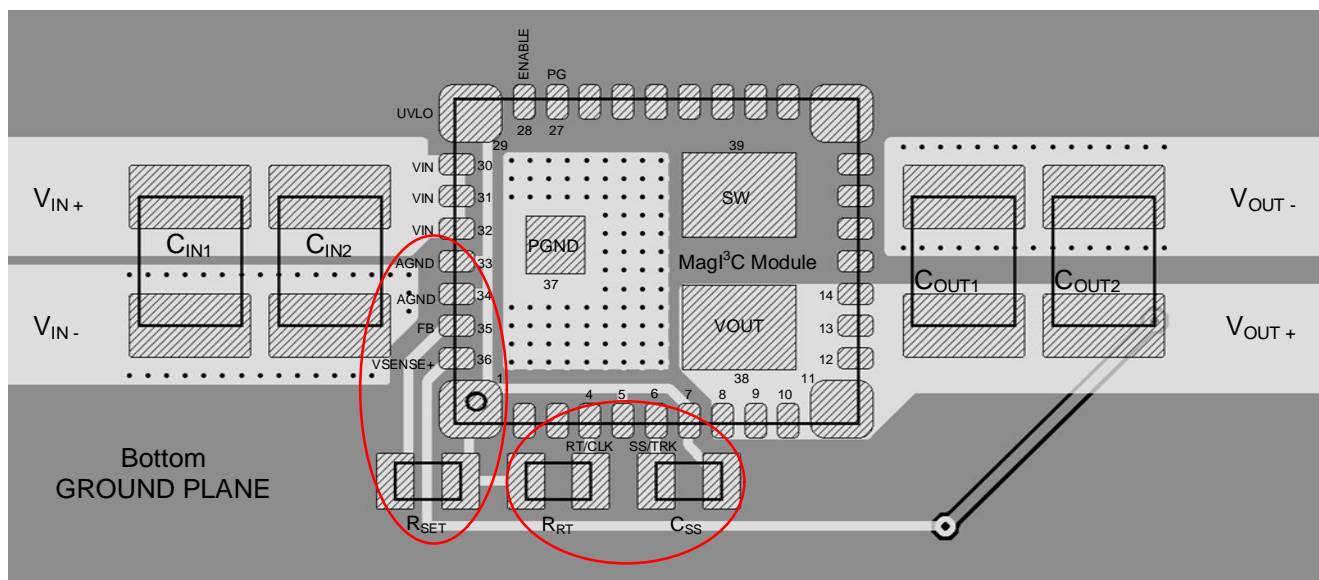 ENABLE
PG
UVLO
28
27
29
39
VIN
30
VIN
31
VIN
32
AGND
33
AGND
34
FB
35
VSENSE+
36
V_IN +
V_IN -
C_IN1
C_IN2
PGND
37
SW
MagI³C Module
VOUT
38
14
13
12
11
1
4
5
6
7
8
9
10
RT/CLK
SS/TRK
C_OUT1
C_OUT2
V_OUT -
V_OUT +
Bottom
GROUND PLANE
R_SET
R_RT
C_SS